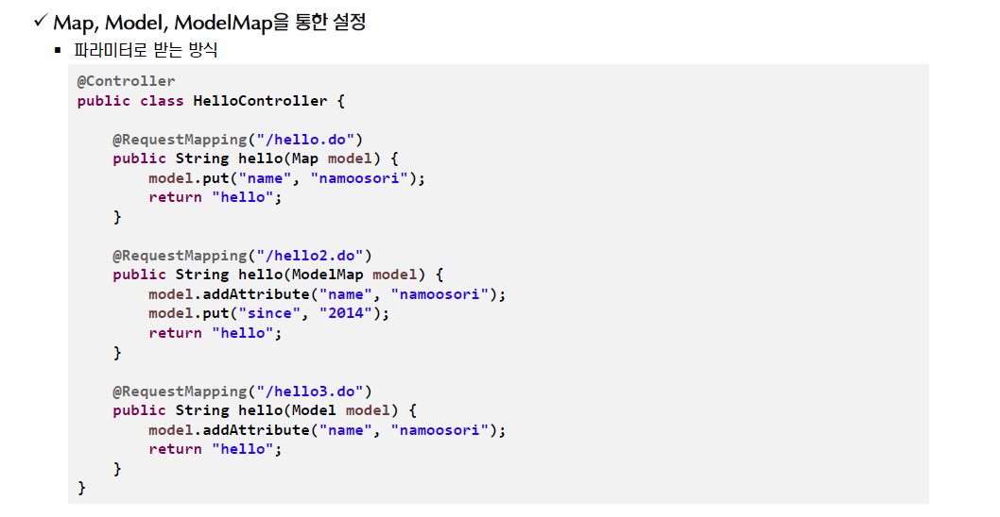 ✓ Map, Model, ModelMap을 통한 설정
▪ 파라미터로 받는 방식
@Controller
public class HelloController {
@RequestMapping("/hello.do")
public String hello(Map model) {
model.put("name", "namoosori");
return "hello";
}
@RequestMapping("/hello2.do")
public String hello(ModelMap model) {
model.addAttribute("name", "namoosori");
model.put("since", "2014");
return "hello";
}
@RequestMapping("/hello3.do")
public String hello(Model model) {
model.addAttribute("name", "namoosori");
return "hello";
}
}